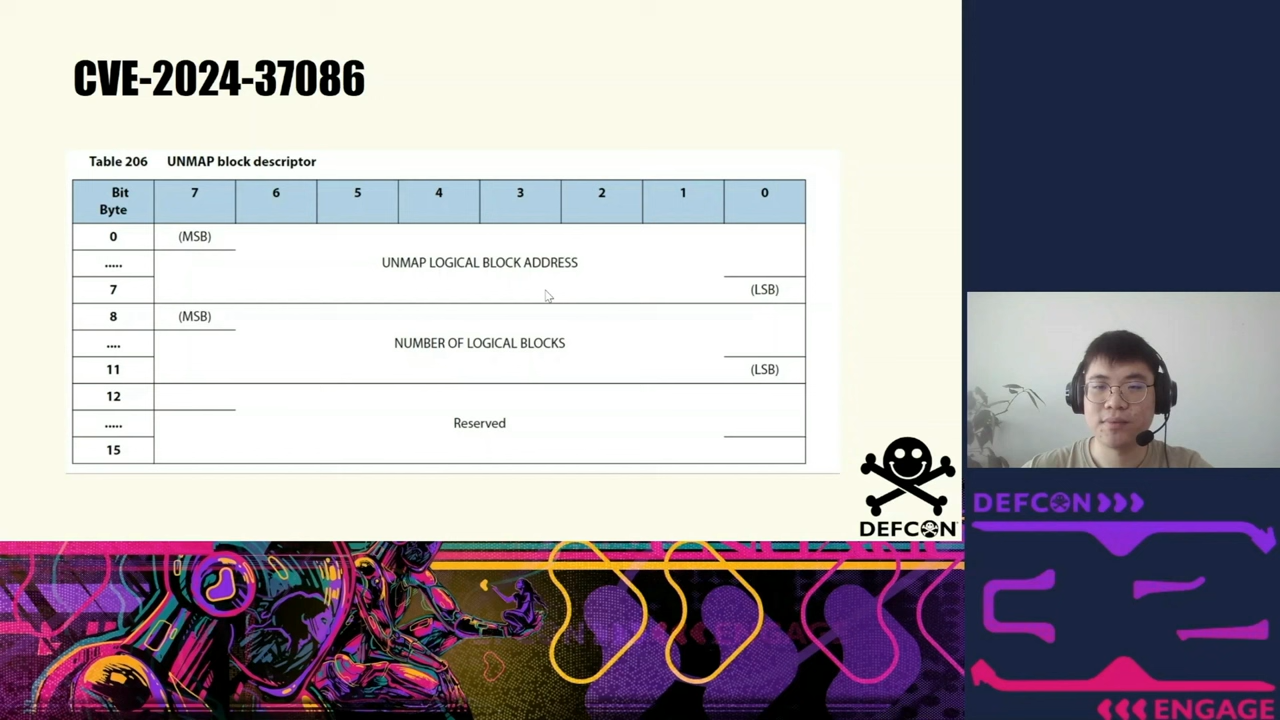 CVE-2024-37086
Table 206 UNMAP block descriptor
Bit
Byte
7 6 5 4 3 2 1 0
0 (MSB)
..... UNMAP LOGICAL BLOCK ADDRESS
7 (LSB)
8 (MSB)
.... NUMBER OF LOGICAL BLOCKS
11 (LSB)
12
..... Reserved
15
DEFCON
DEFCON
ENGAGE